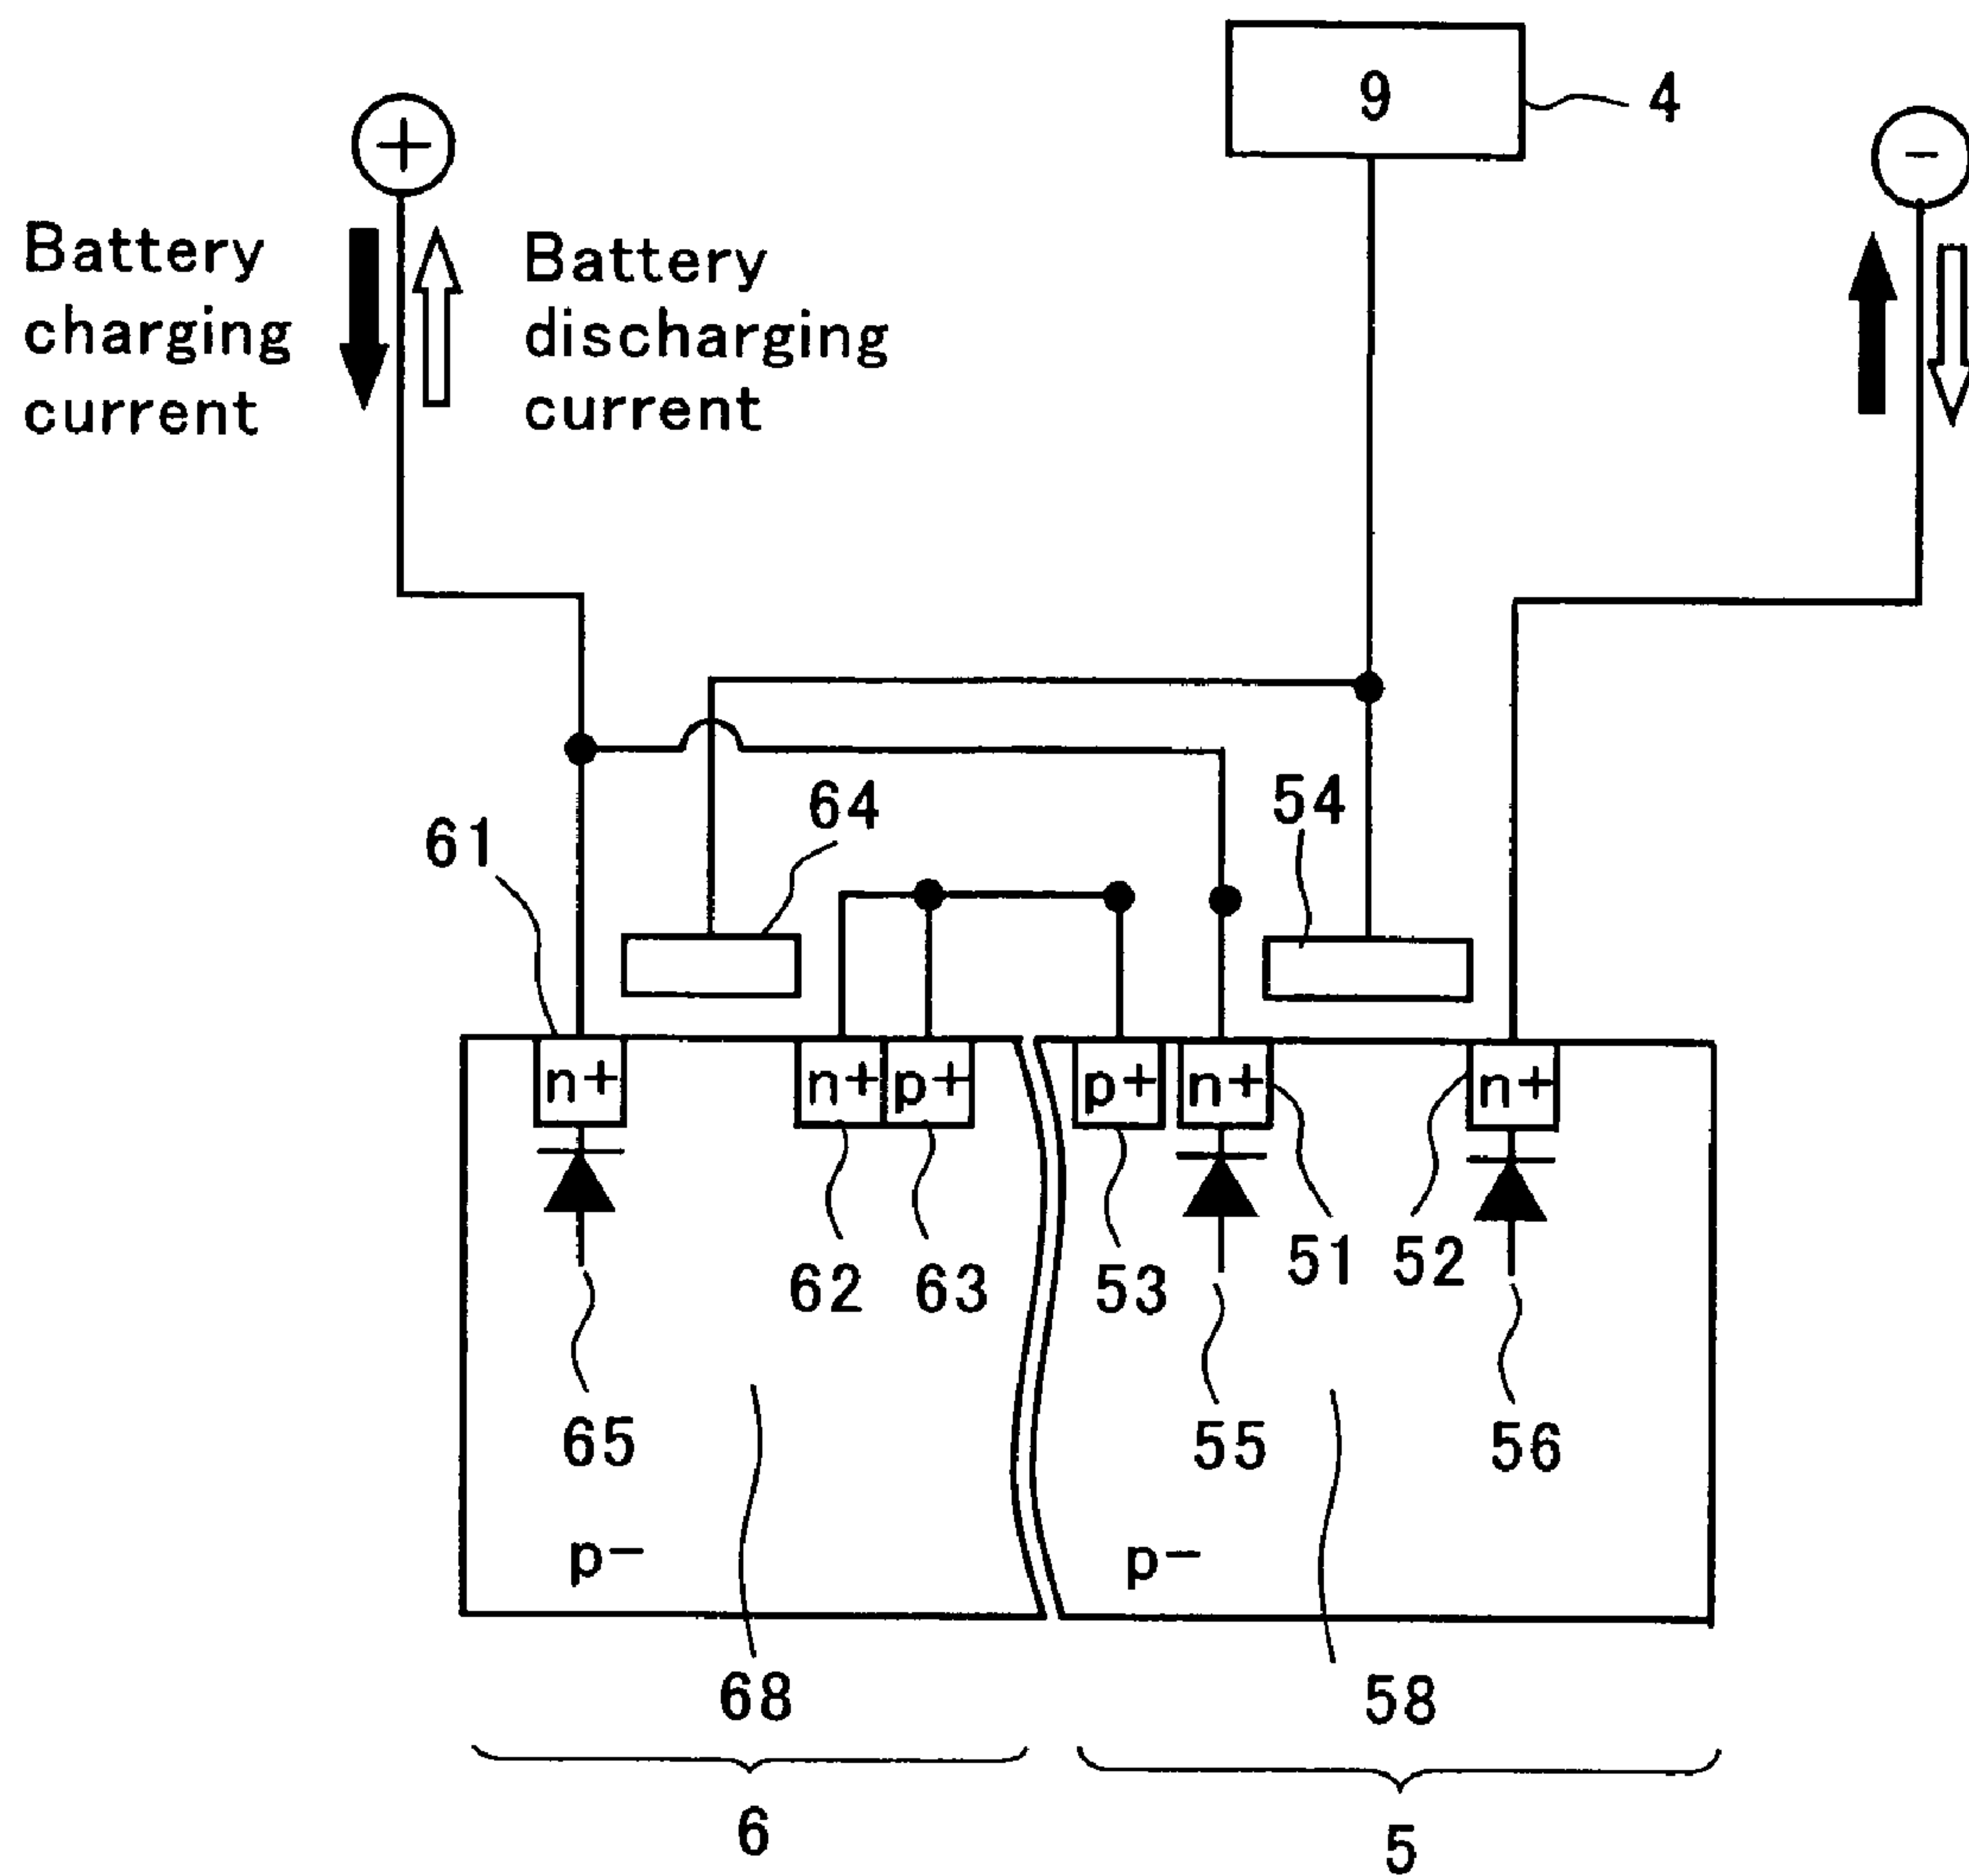 9
4
+
-
Battery
charging
current
Battery
discharging
current
64
54
61
n+
n+
p+
p+
n+
n+
62
63
53
51
52
65
55
56
p-
p-
68
58
6
5